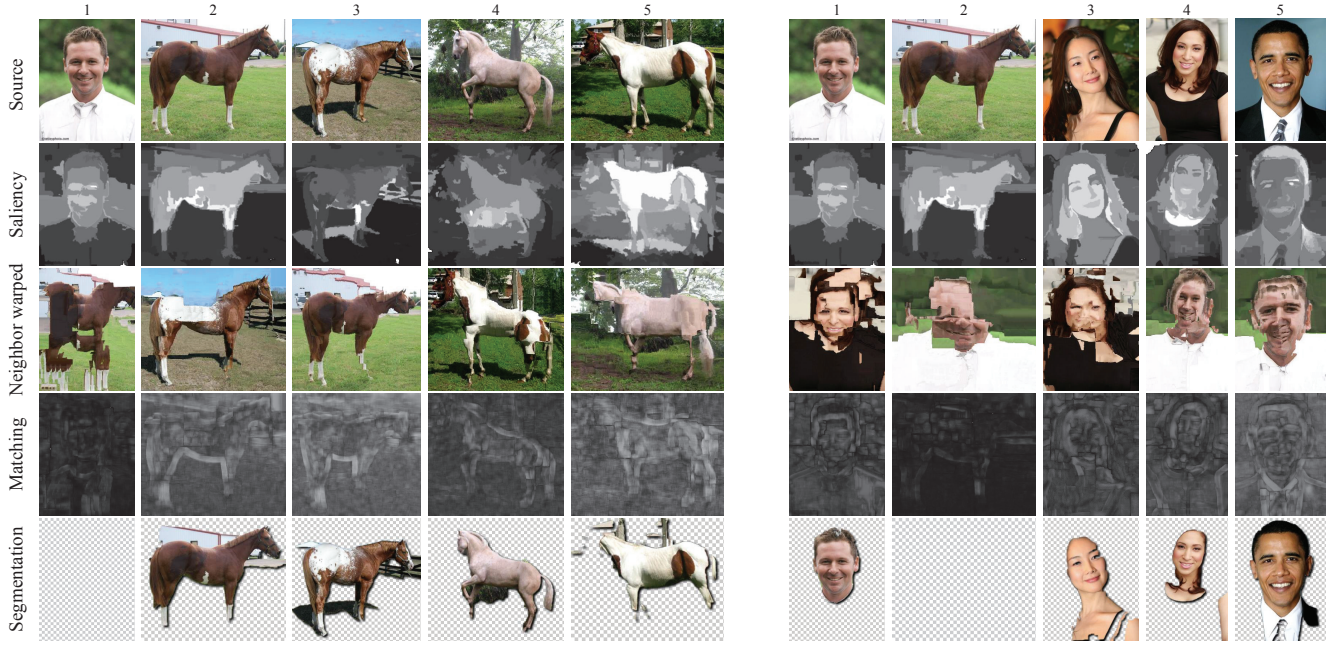 1 2 3 4 5 1 2 3 4 5
Source
Saliency
Neighbor warped
Matching
Segmentation